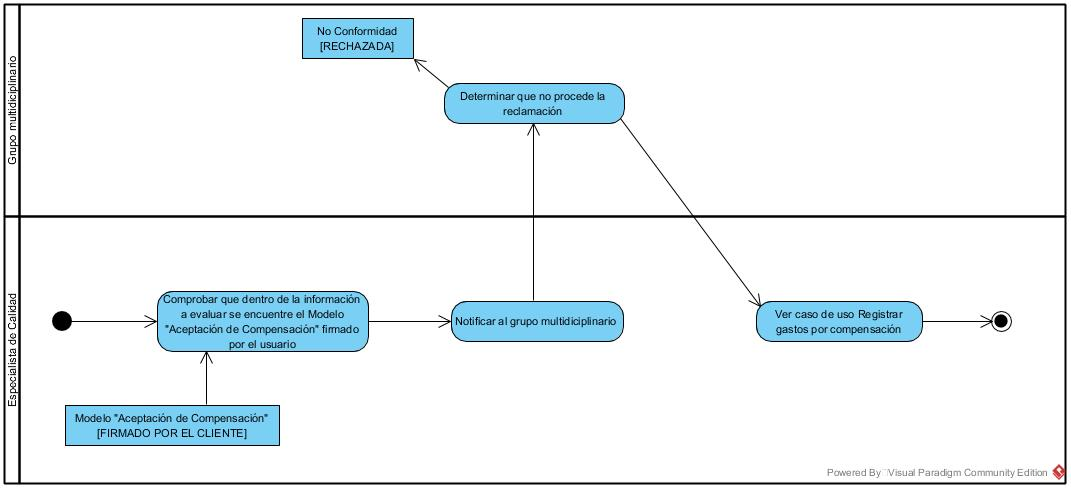 Grupo multidiciplinario
No Conformidad
[RECHAZADA]
Determinar que no procede la
reclamación
Especialista de Calidad
Comprobar que dentro de la información
a evaluar se encuentre el Modelo
"Aceptación de Compensación" firmado
por el usuario
Notificar al grupo multidiciplinario
Ver caso de uso Registrar
gastos por compensación
Modelo "Aceptación de Compensación"
[FIRMADO POR EL CLIENTE]
Powered By Visual Paradigm Community Edition